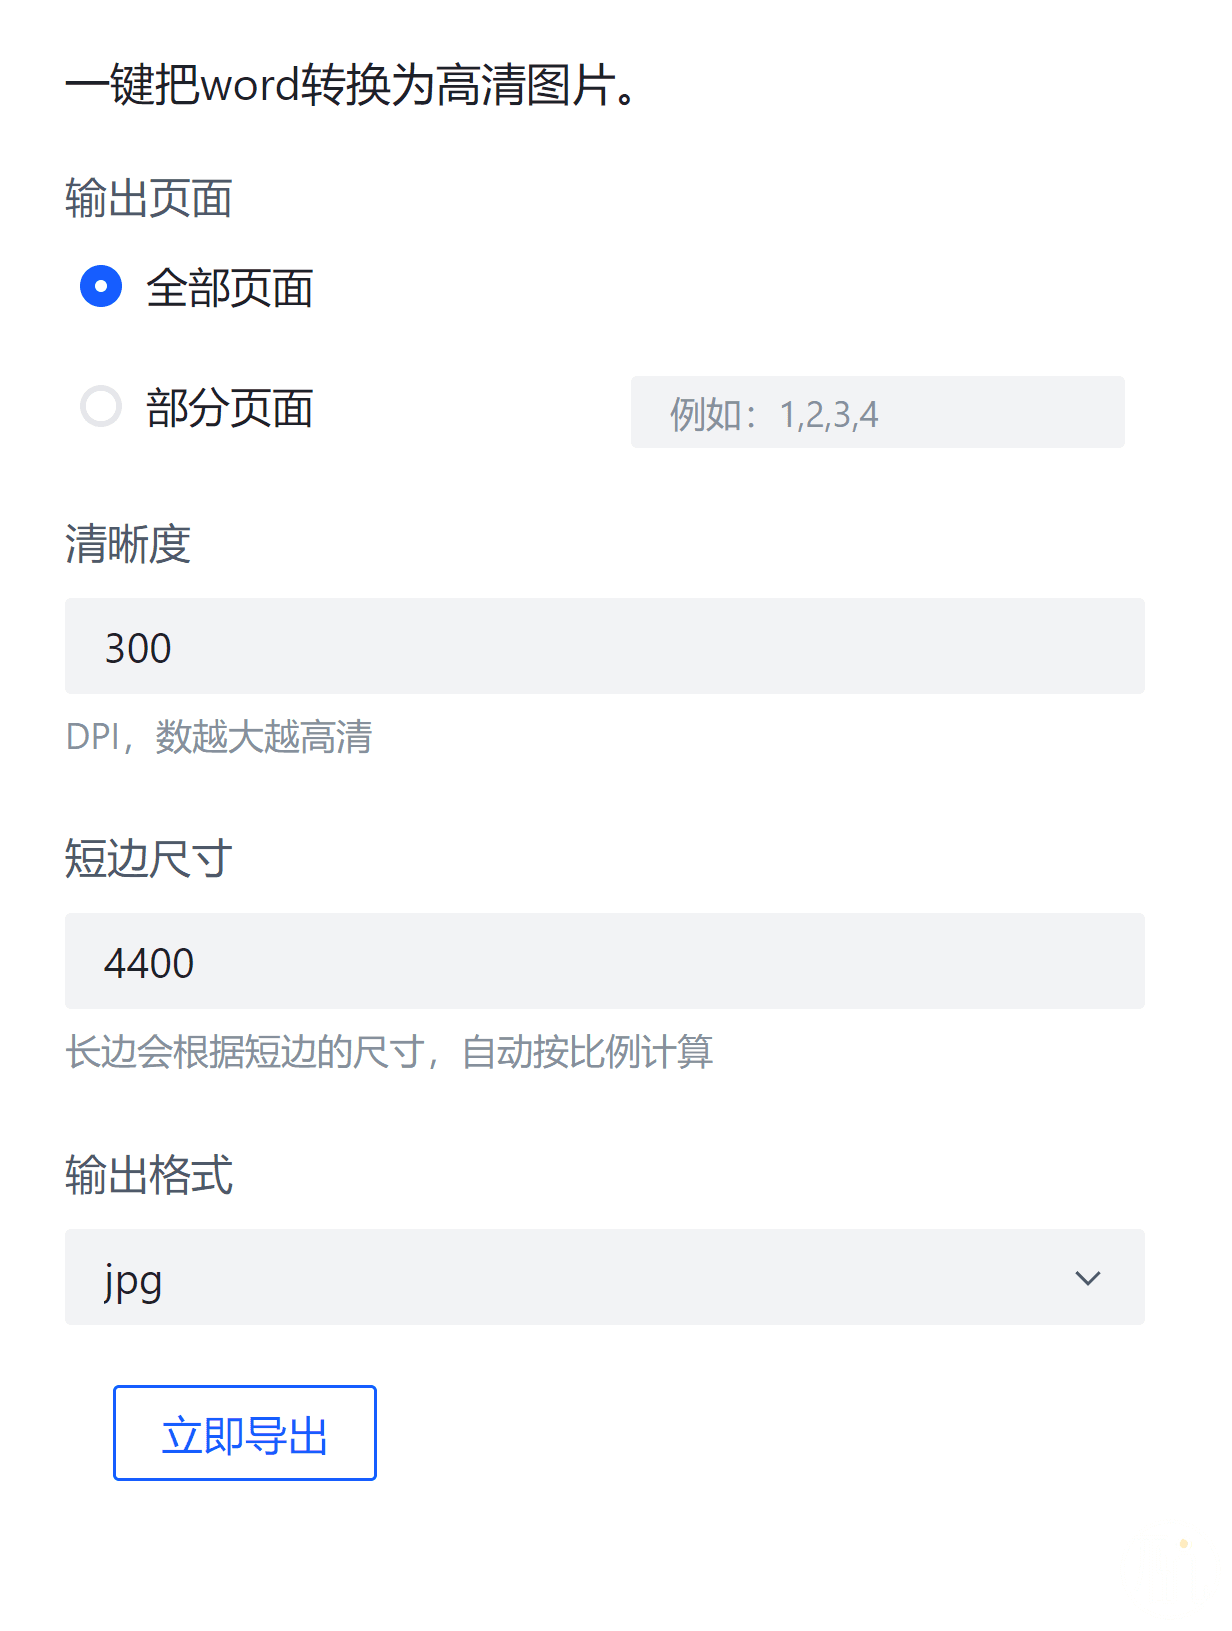 一键把word转换为高清图片。
输出页面
全部页面
部分页面
例如：1,2,3,4
清晰度
300
DPI，数越大越高清
短边尺寸
4400
长边会根据短边的尺寸，自动按比例计算
输出格式
jpg
立即导出